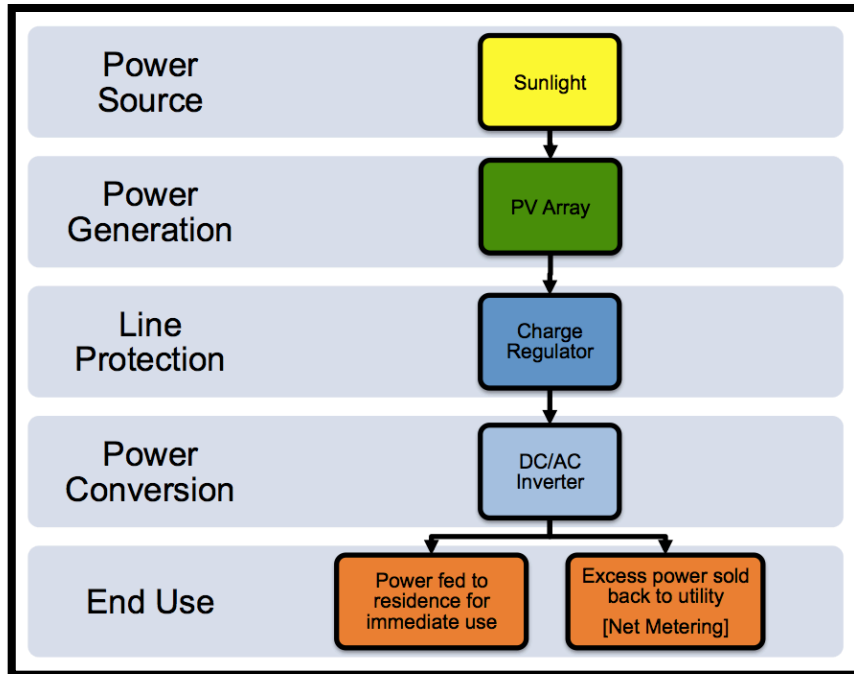 Power
Source
Sunlight
Power
Generation
PV Array
Line
Protection
Charge
Regulator
Power
Conversion
DC/AC
Inverter
End Use
Power fed to
residence for
immediate use
Excess power sold
back to utility
[Net Metering]